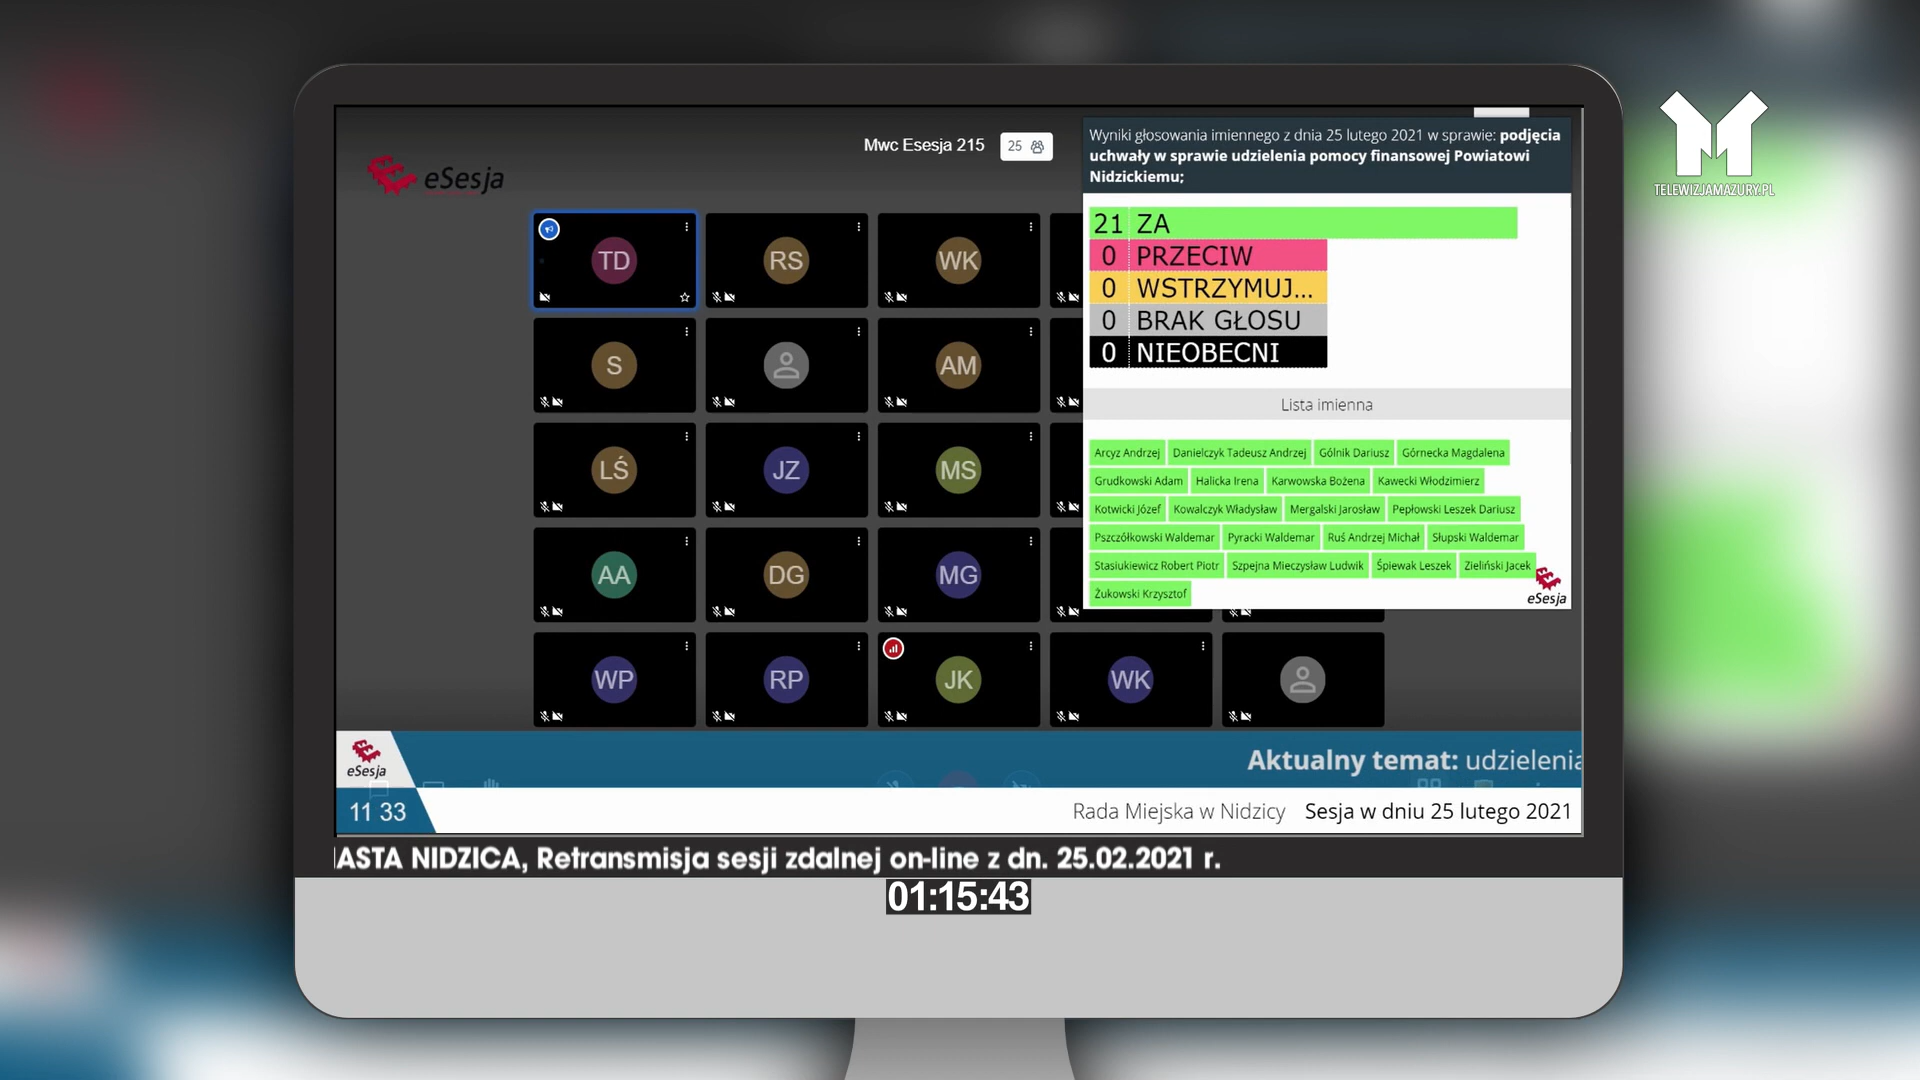 TELEWIZJAMAZURY.PL
eSesja
Mwc Esesja 215 25
Wyniki głosowania imiennego z dnia 25 lutego 2021 w sprawie: podjęcia
uchwały w sprawie udzielenia pomocy finansowej Powiatowi
Nidzickiemu;
21 ZA
0 PRZECIW
0 WSTRZYMUJ...
0 BRAK GŁOSU
0 NIEOBECNI
Lista imienna
Arcyz Andrzej Danielczyk Tadeusz Andrzej Gólnik Dariusz Górnecka Magdalena
Grudkowski Adam Halicka Irena Karwowska Bożena Kawecki Włodzimierz
Kotwicki Józef Kowalczyk Władysław Mergalski Jarosław Pepłowski Leszek Dariusz
Pszczółkowski Waldemar Pyracki Waldemar Ruś Andrzej Michał Słupski Waldemar
Stasiukiewicz Robert Piotr Szpejna Mieczysław Ludwik Śpiewak Leszek Zieliński Jacek
Żukowski Krzysztof
eSesja
TD RS WK
S AM
LŚ JZ MS
AA DG MG
WP RP JK WK
eSesja
Aktualny temat: udzielenia
11 33
Rada Miejska w Nidzicy Sesja w dniu 25 lutego 2021
IASTA NIDZICA, Retransmisja sesji zdalnej on-line z dn. 25.02.2021 r.
01:15:43